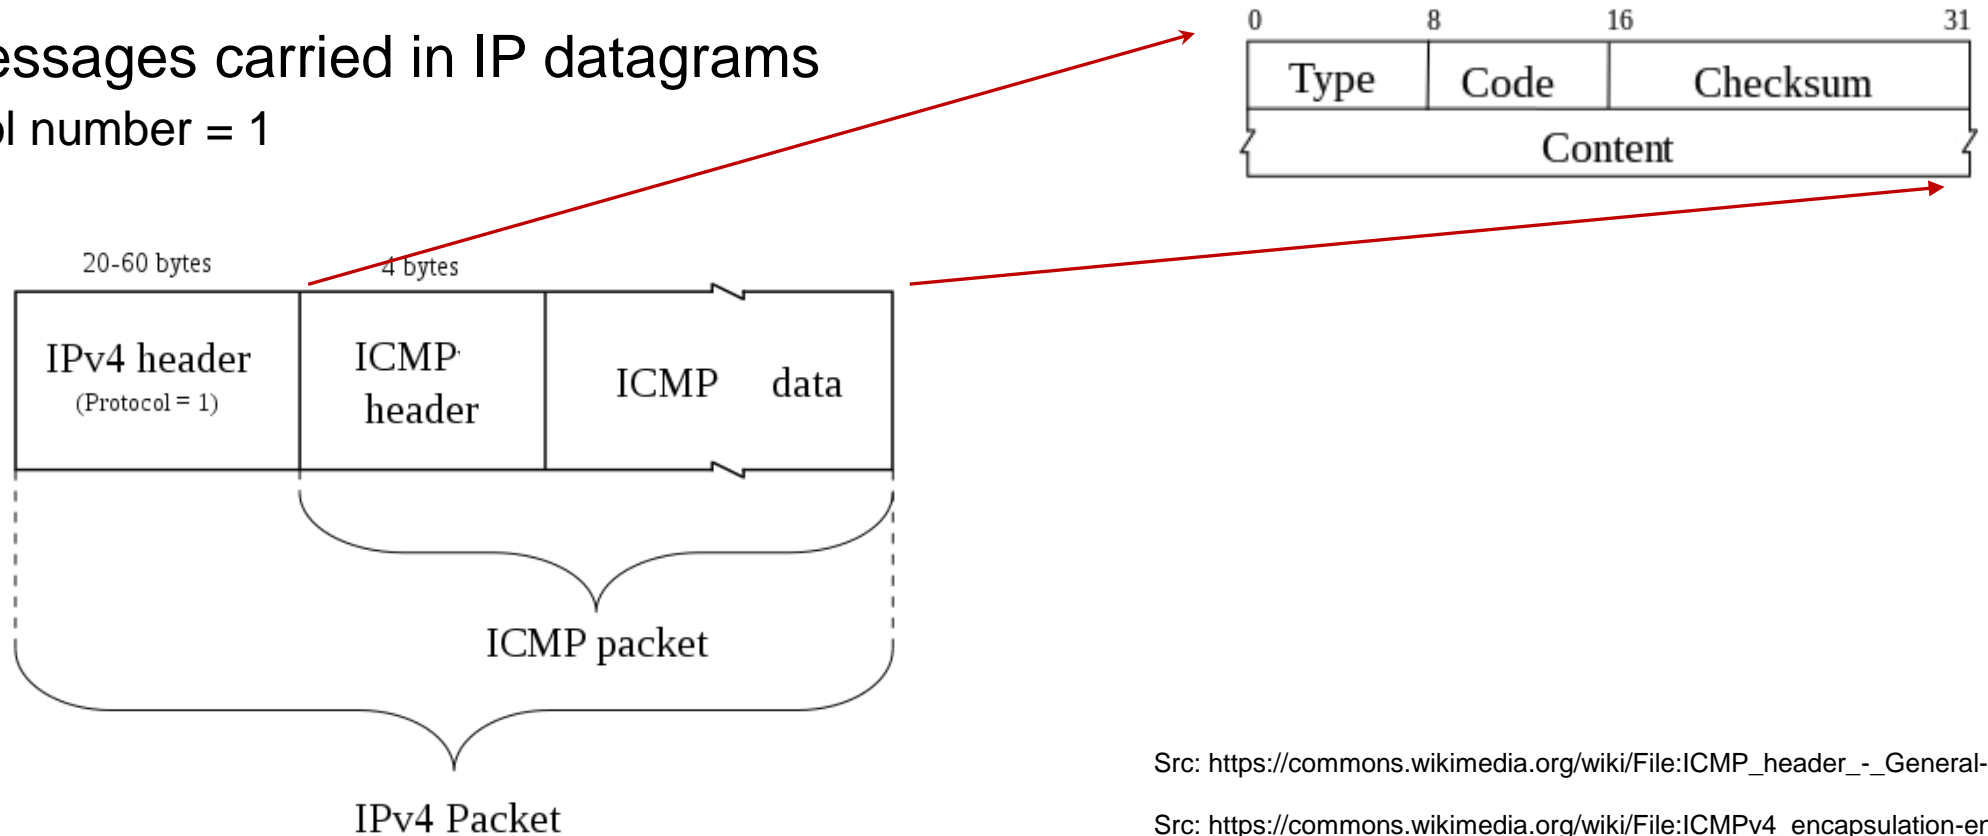 essages carried in IP datagrams
ol number = 1
0 8 16 31
Type Code Checksum
Content
20-60 bytes 4 bytes
IPv4 header
(Protocol = 1)
ICMP
header
ICMP data
ICMP packet
IPv4 Packet
Src: https://commons.wikimedia.org/wiki/File:ICMP_header_-_General-
Src: https://commons.wikimedia.org/wiki/File:ICMPv4_encapsulation-en